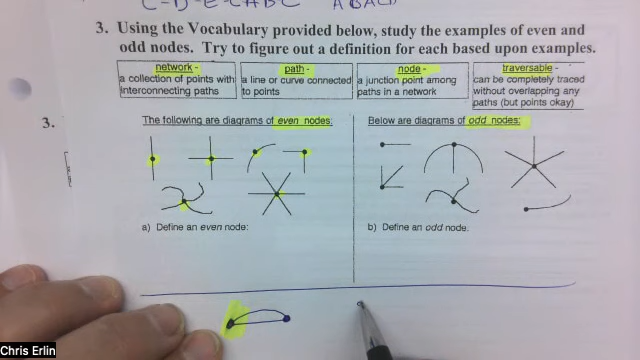 C-D-E-CABC ABACD
3. Using the Vocabulary provided below, study the examples of even and
odd nodes. Try to figure out a definition for each based upon examples.
network -
a collection of points with
interconnecting paths
path -
a line or curve connected
to points
node -
a junction point among
paths in a network
traversable -
can be completely traced
without overlapping any
paths (but points okay)
3.
The following are diagrams of even nodes:
Below are diagrams of odd nodes:
a) Define an even node:
b) Define an odd node.
Chris Erlin